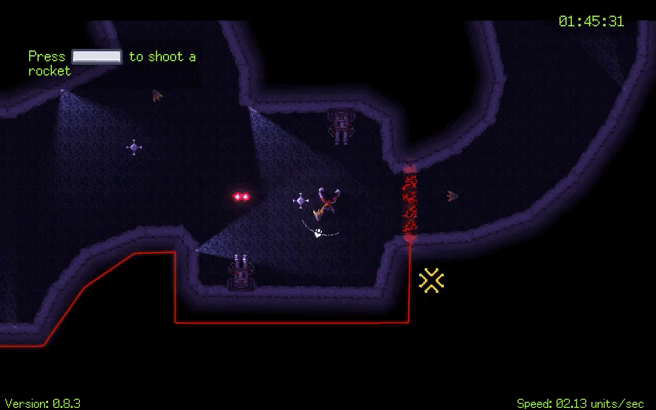 01:45:31
Press to shoot a
rocket
Version: 0.8.3
Speed: 02.13 units/sec